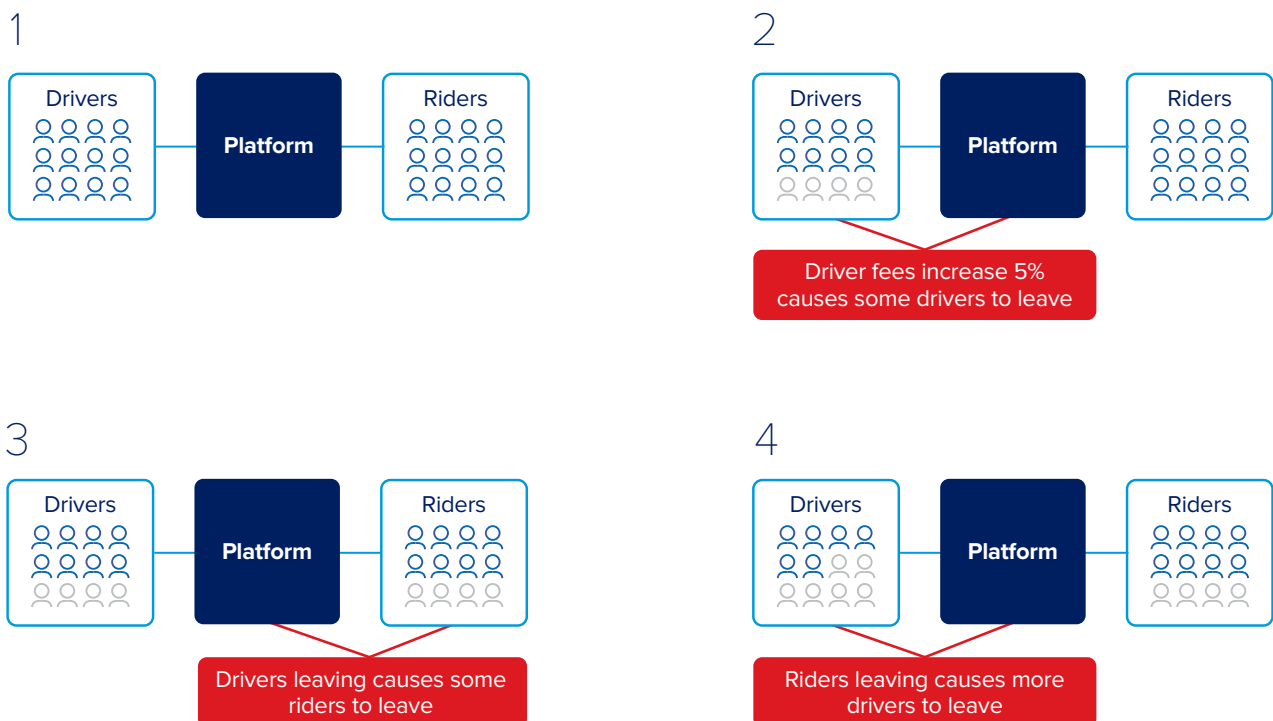 1
Drivers
Platform
Riders
2
Drivers
Platform
Riders
Driver fees increase 5%
causes some drivers to leave
3
Drivers
Platform
Riders
Drivers leaving causes some
riders to leave
4
Drivers
Platform
Riders
Riders leaving causes more
drivers to leave